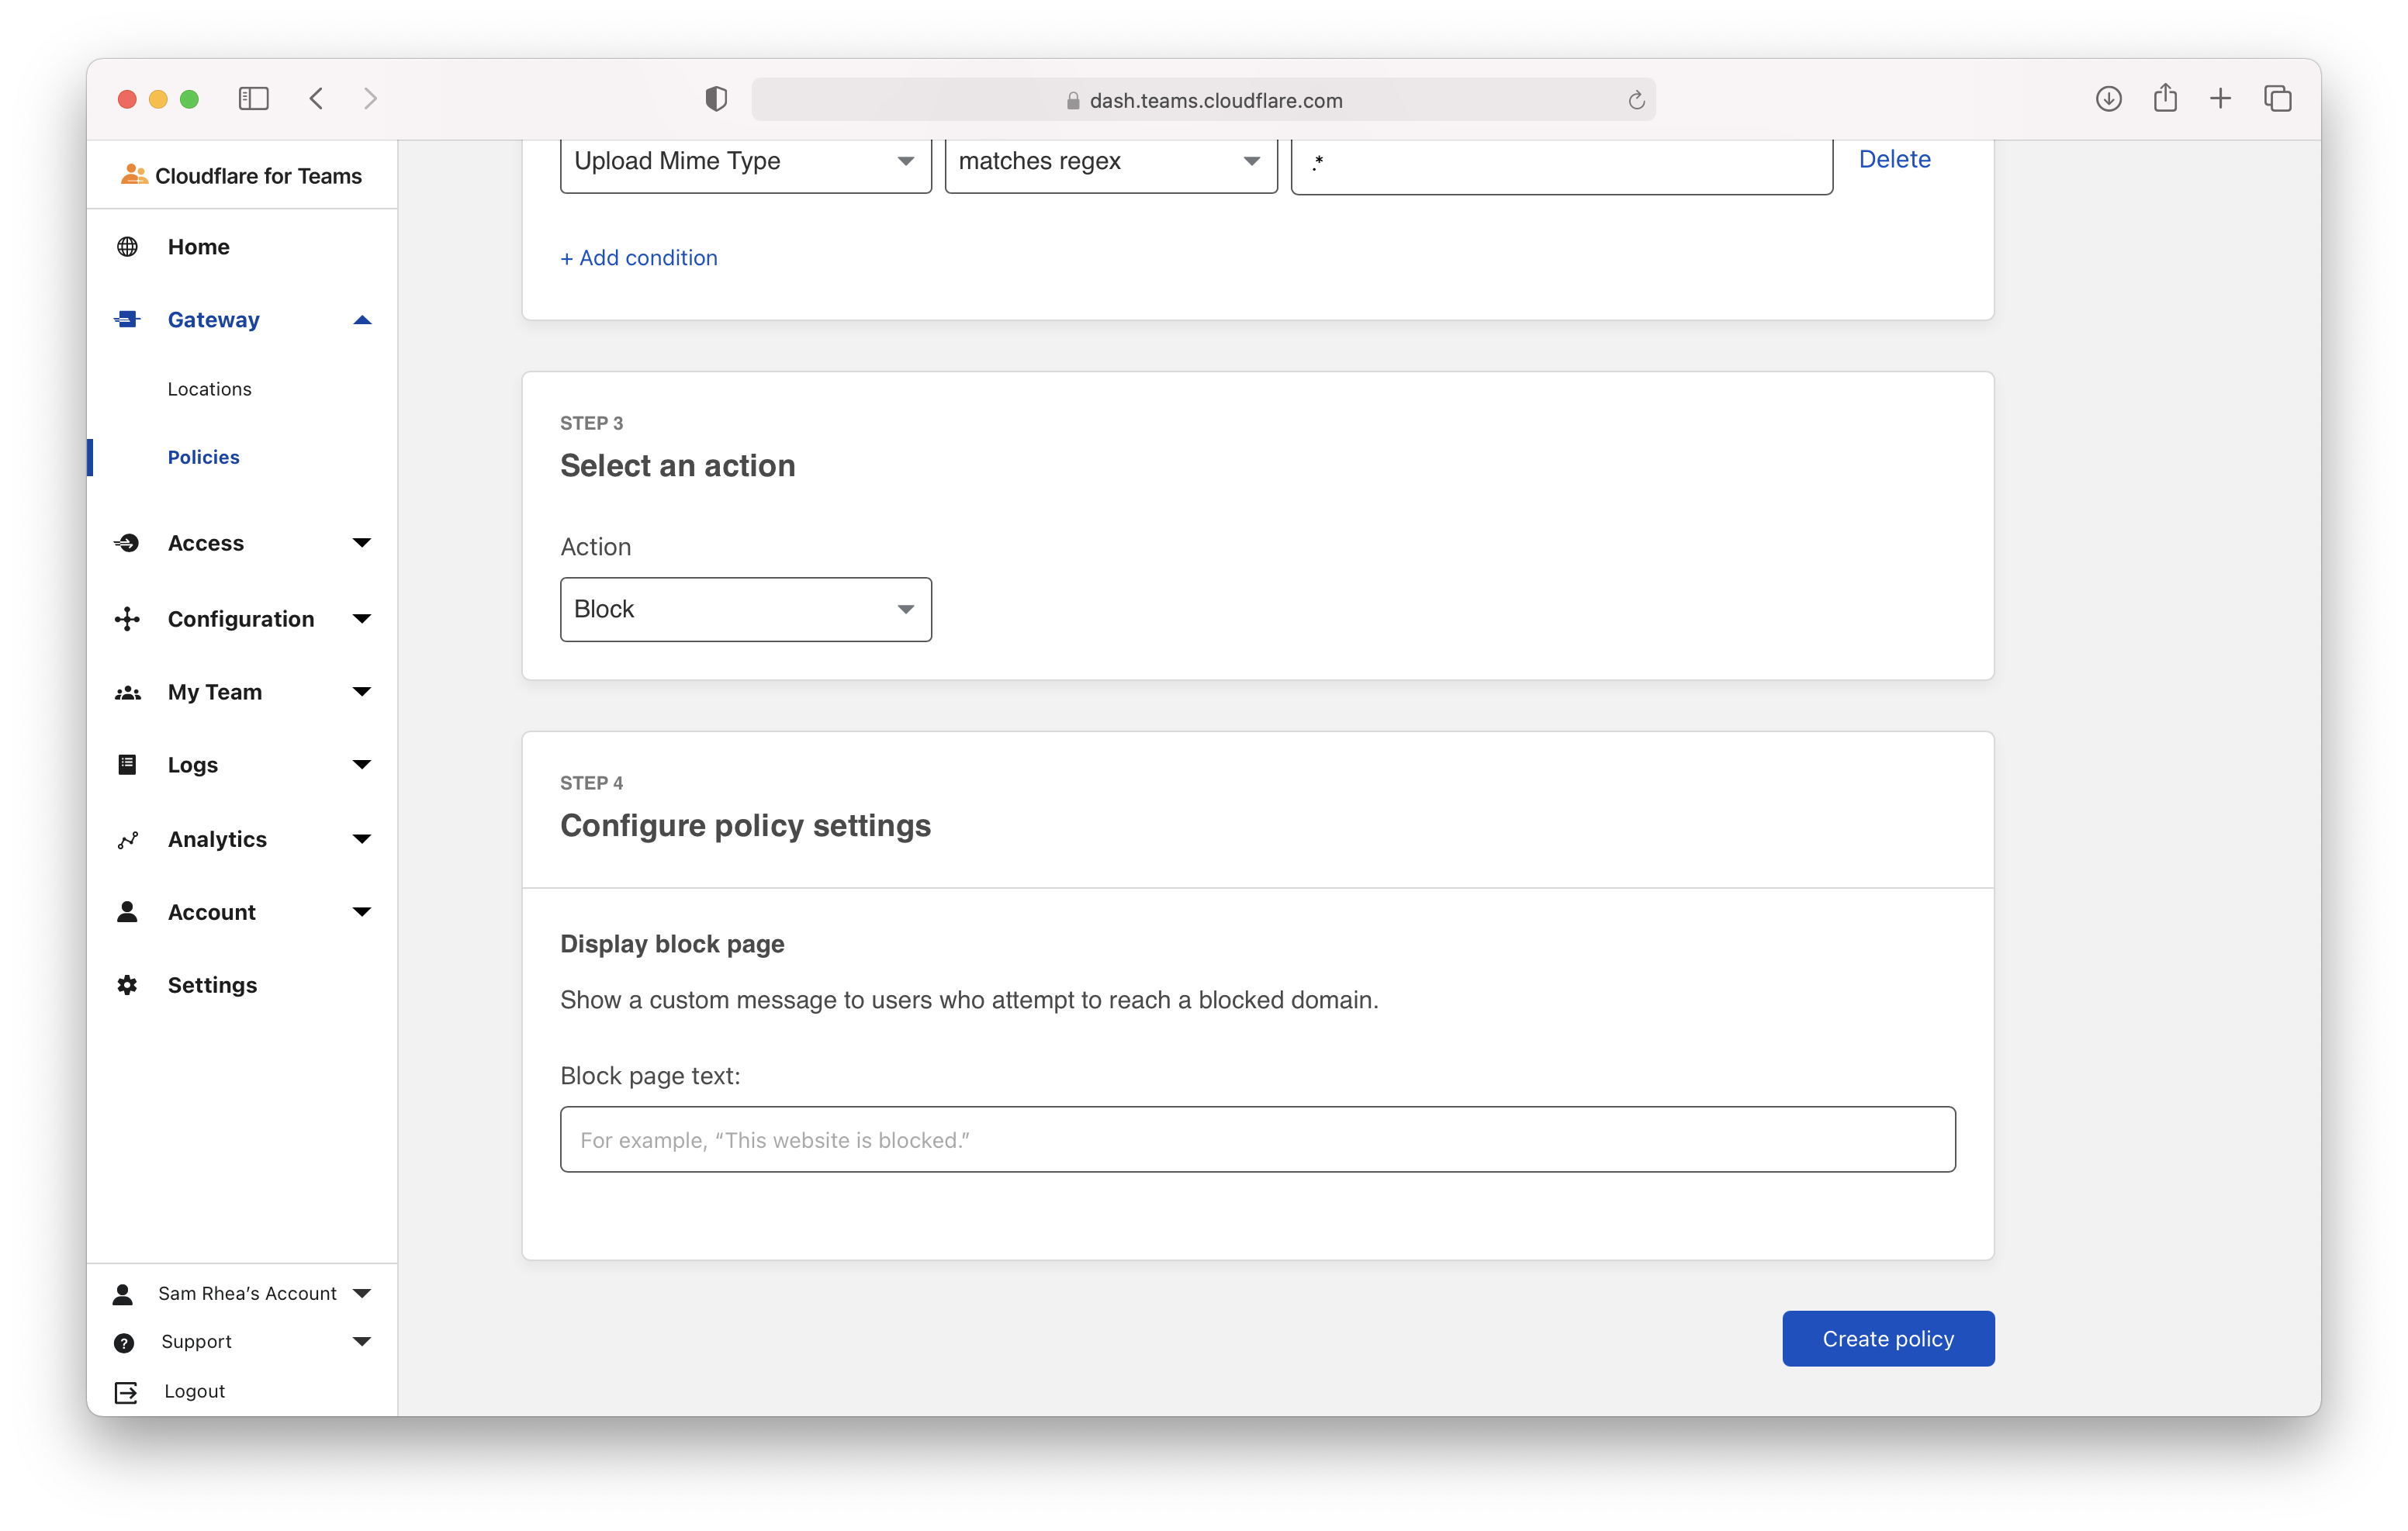 dash.teams.cloudflare.com
Cloudflare for Teams
Home
Gateway
Locations
Policies
Access
Configuration
My Team
Logs
Analytics
Account
Settings
Sam Rhea’s Account
Support
Logout
Upload Mime Type matches regex .* Delete
+ Add condition
STEP 3
Select an action
Action
Block
STEP 4
Configure policy settings
Display block page
Show a custom message to users who attempt to reach a blocked domain.
Block page text:
For example, “This website is blocked.”
Create policy